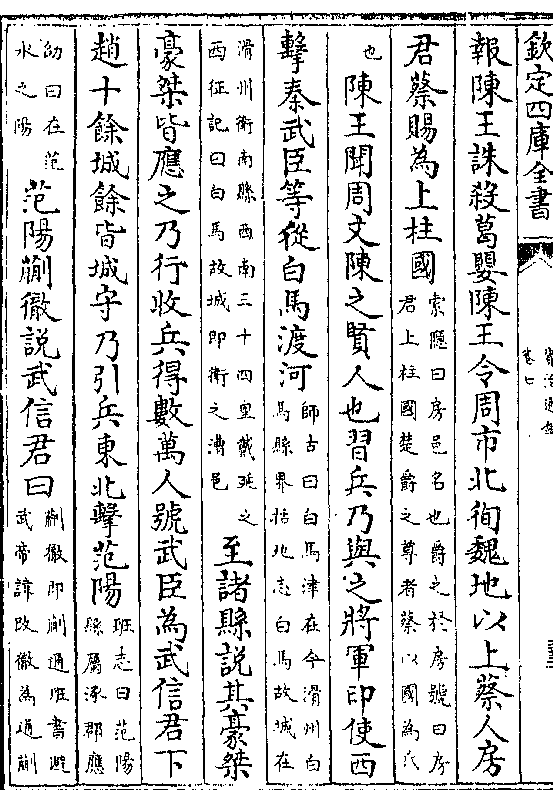 欽定四庫全書
卷七
報陳王誅殺葛嬰陳王令周市北徇魏地以上蔡人房
君蔡賜為上柱國索隱曰房邑名也爵之於房號曰房君上柱國楚爵之尊者蔡以國為氏
也陳王聞周文陳之賢人也習兵乃與之將軍印使西
擊秦武臣等從白馬渡河師古曰白馬津在今滑州白馬縣界括地志白馬故城在
滑州衛南縣西南三十四里戴延之西征記曰白馬故城即衛之漕邑至諸縣說其豪桀
豪桀皆應之乃行收兵得數萬人號武臣為武信君下
趙十餘城餘皆城守乃引兵東北擊范陽班志曰范陽縣屬涿郡應
劭曰在范水之陽范陽蒯徹說武信君曰蒯徹即蒯通班書避武帝諱改徹為通蒯